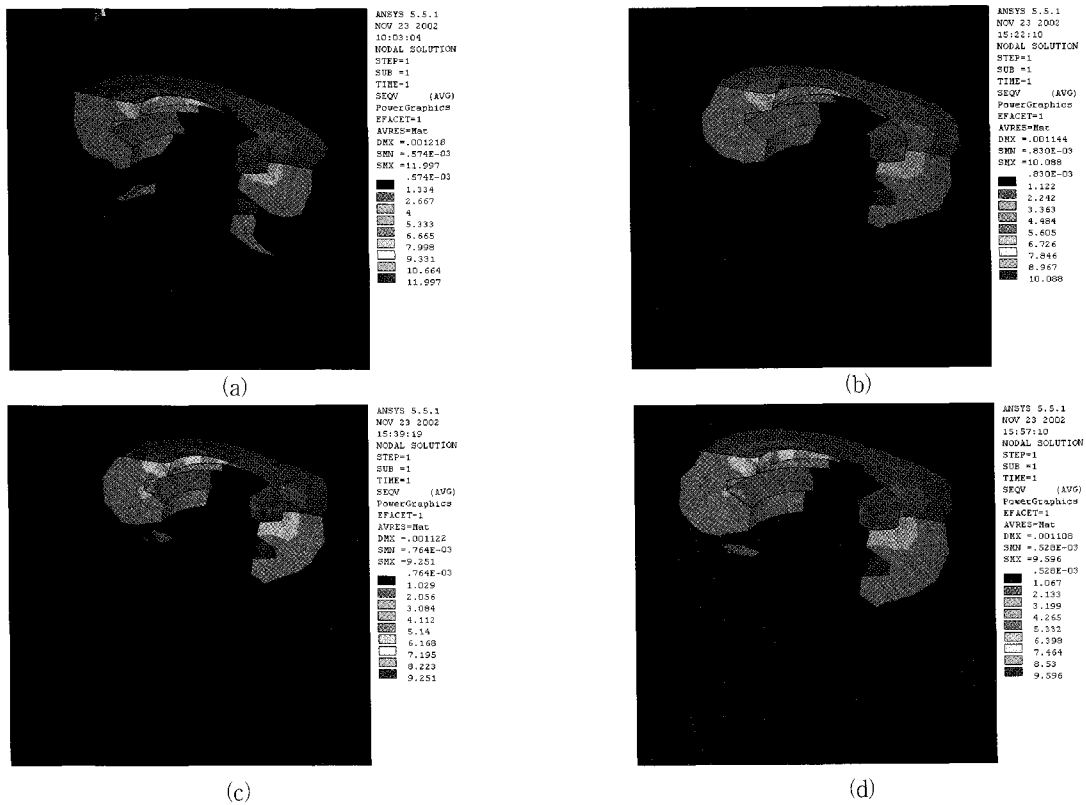 ANSYS 5.5.1
NOV 23 2002
10:03:04
NODAL SOLUTION
STEP=1
SUB =1
TIME=1
SEQV (AVG)
PowerGraphics
EFACET=1
AVRES=Mat
DMX =.001218
SMN =.574E-03
SMX =11.997
.574E-03
1.334
2.667
4
5.333
6.665
7.998
9.331
10.664
11.997
(a)
ANSYS 5.5.1
NOV 23 2002
15:22:10
NODAL SOLUTION
STEP=1
SUB =1
TIME=1
SEQV (AVG)
PowerGraphics
EFACET=1
AVRES=Mat
DMX =.001144
SMN =.830E-03
SMX =10.088
.830E-03
1.122
2.242
3.363
4.484
5.605
6.726
7.846
8.967
10.088
(b)
ANSYS 5.5.1
NOV 23 2002
15:39:19
NODAL SOLUTION
STEP=1
SUB =1
TIME=1
SEQV (AVG)
PowerGraphics
EFACET=1
AVRES=Mat
DMX =.001122
SMN =.764E-03
SMX =9.251
.764E-03
1.029
2.056
3.084
4.112
5.14
6.168
7.195
8.223
9.251
(c)
ANSYS 5.5.1
NOV 23 2002
15:57:10
NODAL SOLUTION
STEP=1
SUB =1
TIME=1
SEQV (AVG)
PowerGraphics
EFACET=1
AVRES=Mat
DMX =.001108
SMN =.528E-03
SMX =9.596
.528E-03
1.067
2.133
3.199
4.265
5.332
6.398
7.464
8.53
9.596
(d)